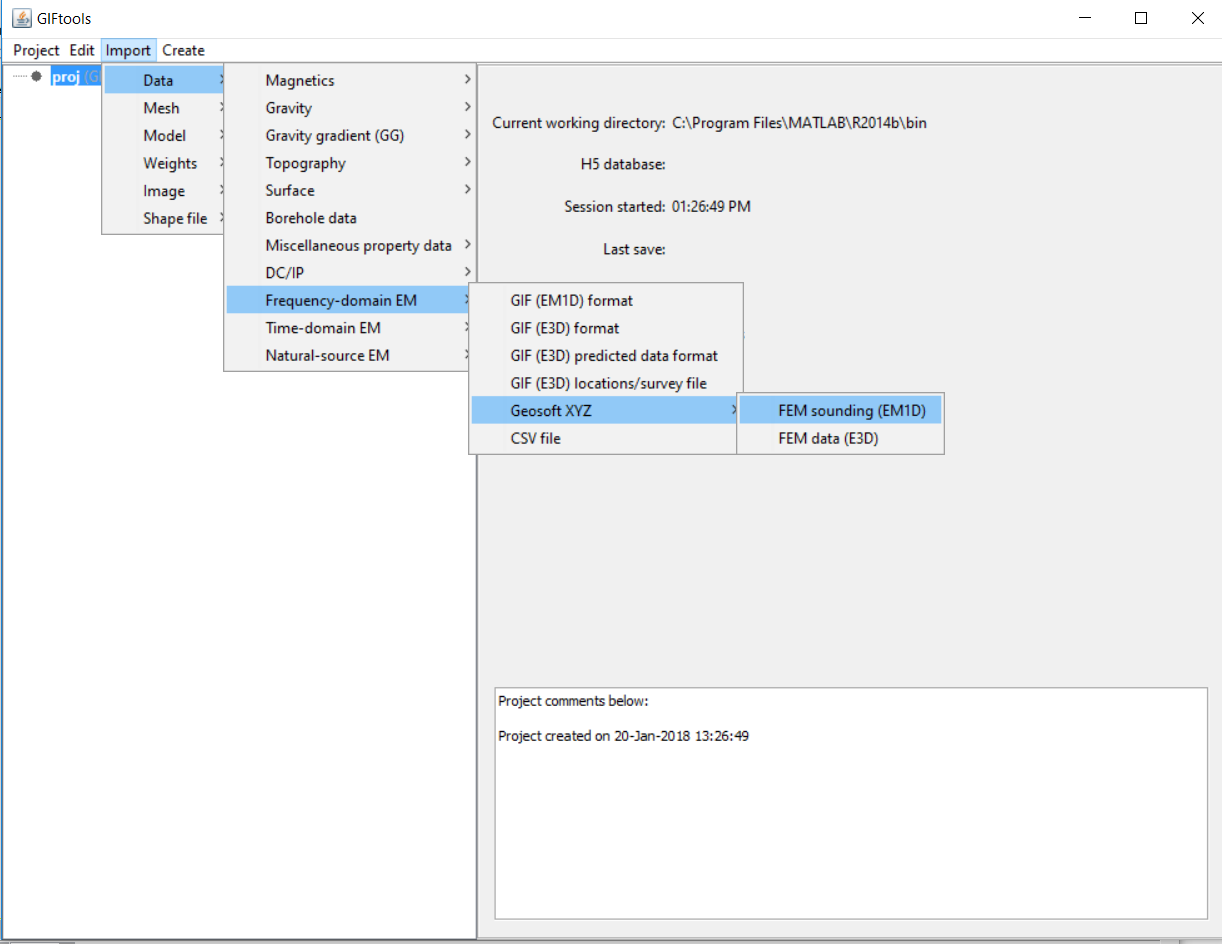 GIFtools
Project Edit Import Create
proj (G
Data
Mesh
Model
Weights
Image
Shape file
Magnetics
Gravity
Gravity gradient (GG)
Topography
Surface
Borehole data
Miscellaneous property data
DC/IP
Frequency-domain EM
Time-domain EM
Natural-source EM
GIF (EM1D) format
GIF (E3D) format
GIF (E3D) predicted data format
GIF (E3D) locations/survey file
Geosoft XYZ
CSV file
FEM sounding (EM1D)
FEM data (E3D)
Current working directory: C:\Program Files\MATLAB\R2014b\bin
H5 database:
Session started: 01:26:49 PM
Last save:
Project comments below:
Project created on 20-Jan-2018 13:26:49